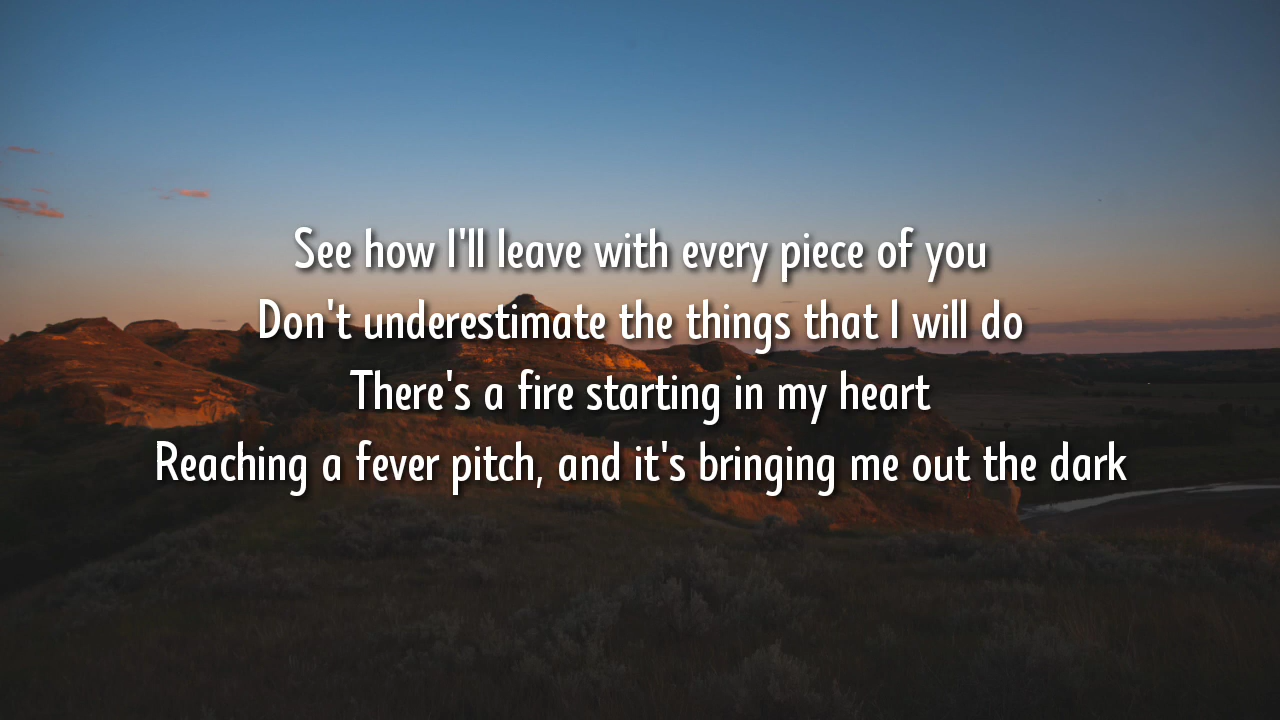 See how I'll leave with every piece of you
Don't underestimate the things that I will do
There's a fire starting in my heart
Reaching a fever pitch, and it's bringing me out the dark